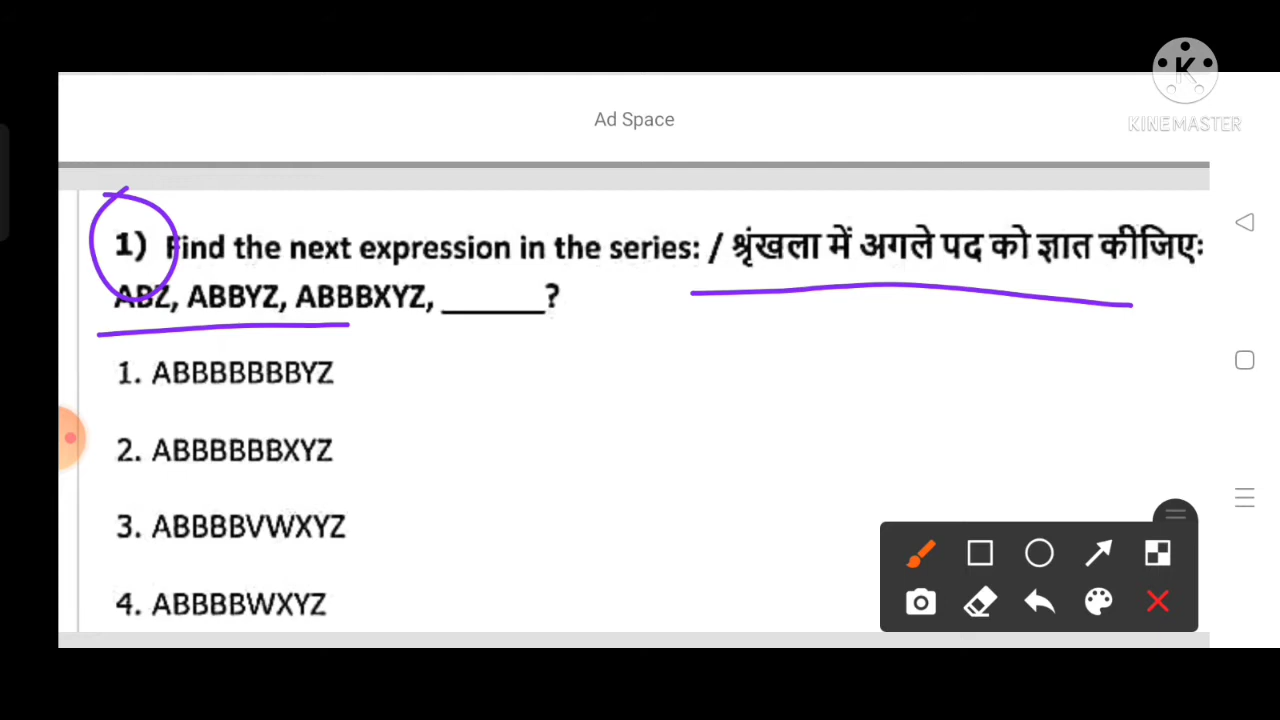 Ad Space
KINEMASTER
1) Find the next expression in the series: / श्रृंखला में अगले पद को ज्ञात कीजिए:
ABZ, ABBYZ, ABBBXYZ, ______?
1. ABBBBBBBYZ
2. ABBBBBBXYZ
3. ABBBBVWXYZ
4. ABBBBWXYZ